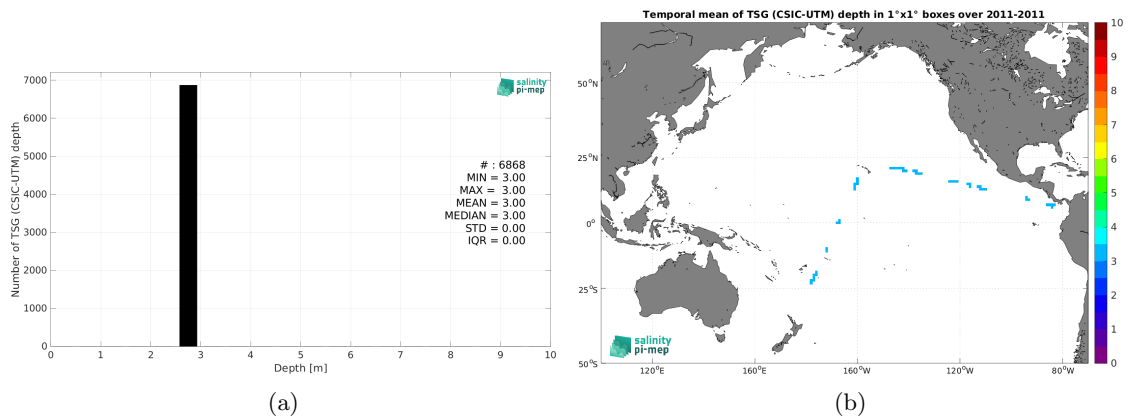 7000
6000
5000
4000
3000
2000
1000
0
Number of TSG (CSIC-UTM) depth
0 1 2 3 4 5 6 7 8 9 10
Depth [m]
salinity
pi-mep
# : 6868
MIN = 3.00
MAX = 3.00
MEAN = 3.00
MEDIAN = 3.00
STD = 0.00
IQR = 0.00
(a)
Temporal mean of TSG (CSIC-UTM) depth in 1°x1° boxes over 2011-2011
50°N
25°N
0°
25°S
50°S
120°E 160°E 160°W 120°W 80°W
salinity
pi-mep
10
9
8
7
6
5
4
3
2
1
0
(b)